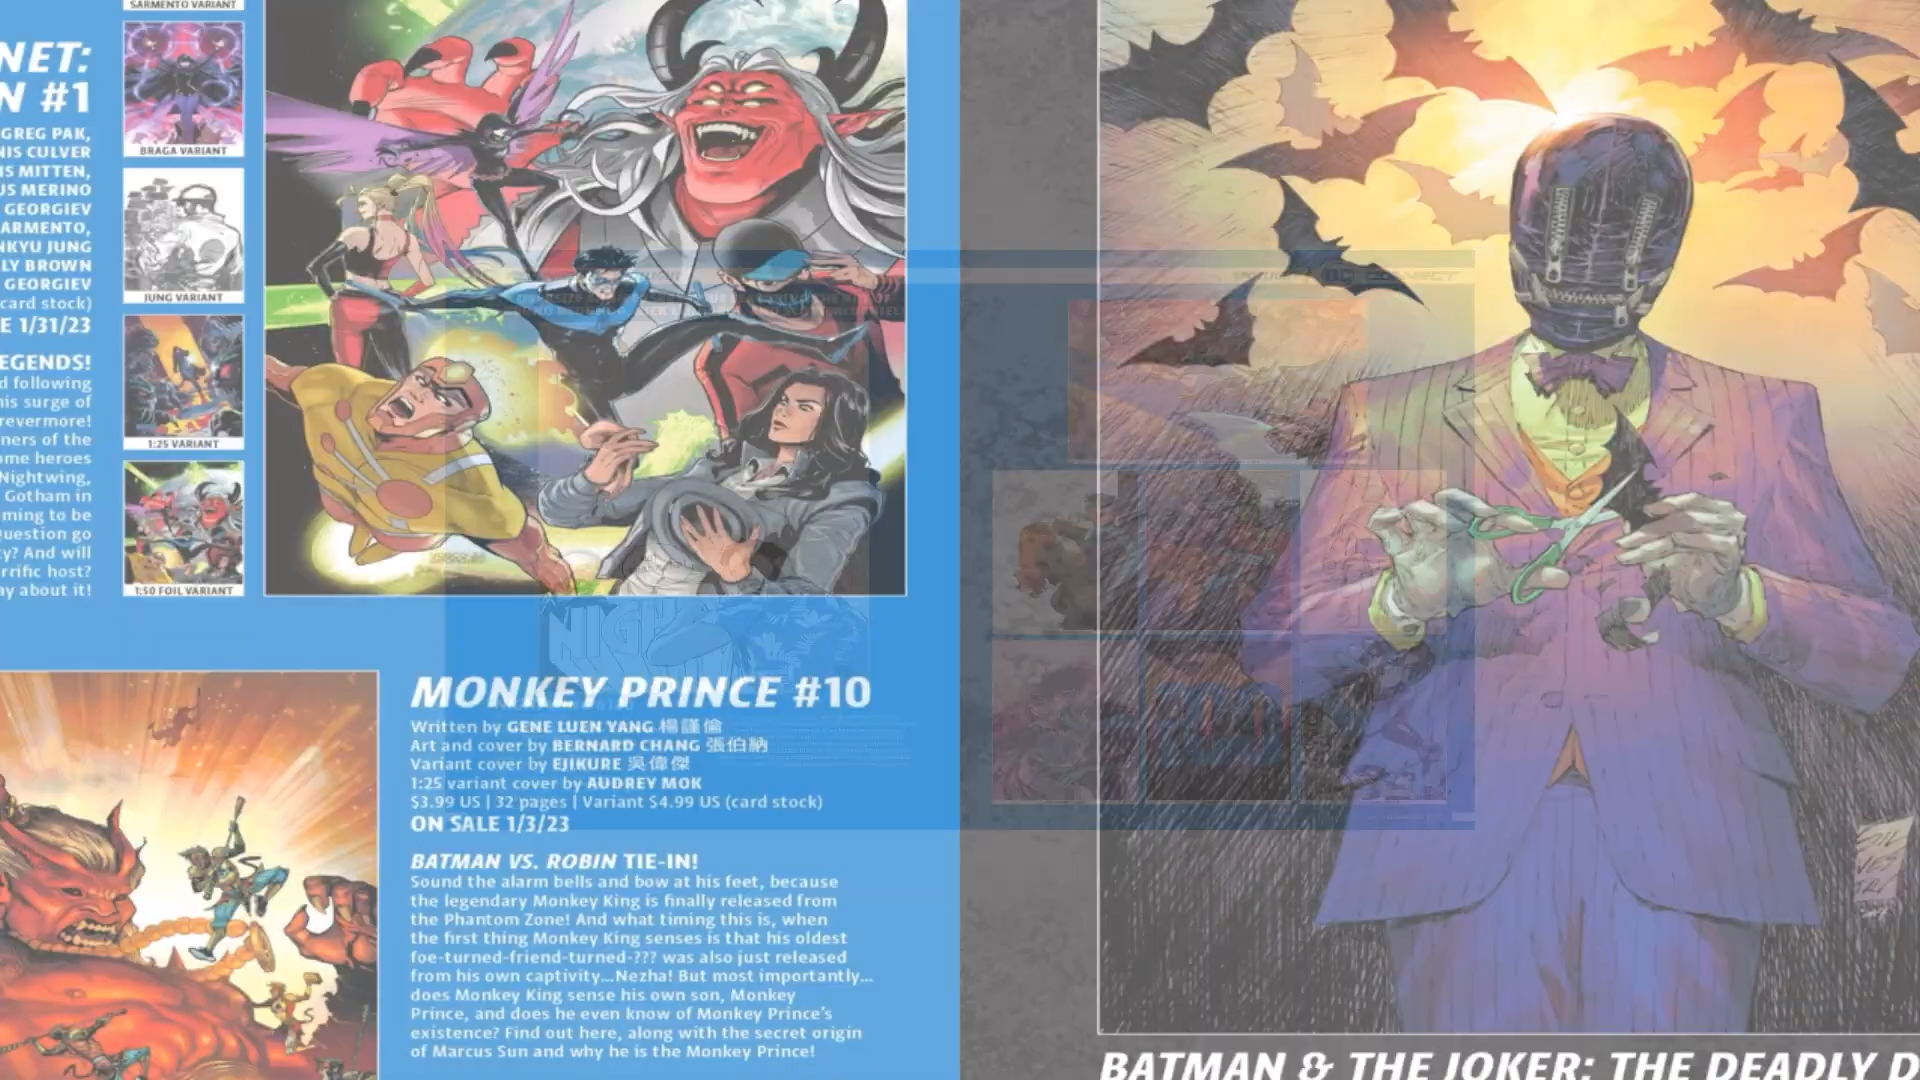 SARMENTO VARIANT
NET:
N #1
GREG PAK,
NIS CULVER
IS MITTEN,
US MERINO
GEORGIEV
ARMENTO,
NKYU JUNG
LY BROWN
GEORGIEV
card stock)
E 1/31/23
EGENDS!
d following
his surge of
revermore!
ners of the
ome heroes
Nightwing,
Gotham in
ming to be
Question go
y? And will
rrific host?
ay about it!
BRAGA VARIANT
JUNG VARIANT
1:25 VARIANT
1:50 FOIL VARIANT
MONKEY PRINCE #10
Written by GENE LUEN YANG 楊謹倫
Art and cover by BERNARD CHANG 張伯納
Variant cover by EJIKURE 吳偉傑
1:25 variant cover by AUDREY MOK
$3.99 US | 32 pages | Variant $4.99 US (card stock)
ON SALE 1/3/23
BATMAN VS. ROBIN TIE-IN!
Sound the alarm bells and bow at his feet, because
the legendary Monkey King is finally released from
the Phantom Zone! And what timing this is, when
the first thing Monkey King senses is that his oldest
foe-turned-friend-turned-??? was also just released
from his own captivity...Nezha! But most importantly...
does Monkey King sense his own son, Monkey
Prince, and does he even know of Monkey Prince's
existence? Find out here, along with the secret origin
of Marcus Sun and why he is the Monkey Prince!
BATMAN & THE JOKER: THE DEADLY D